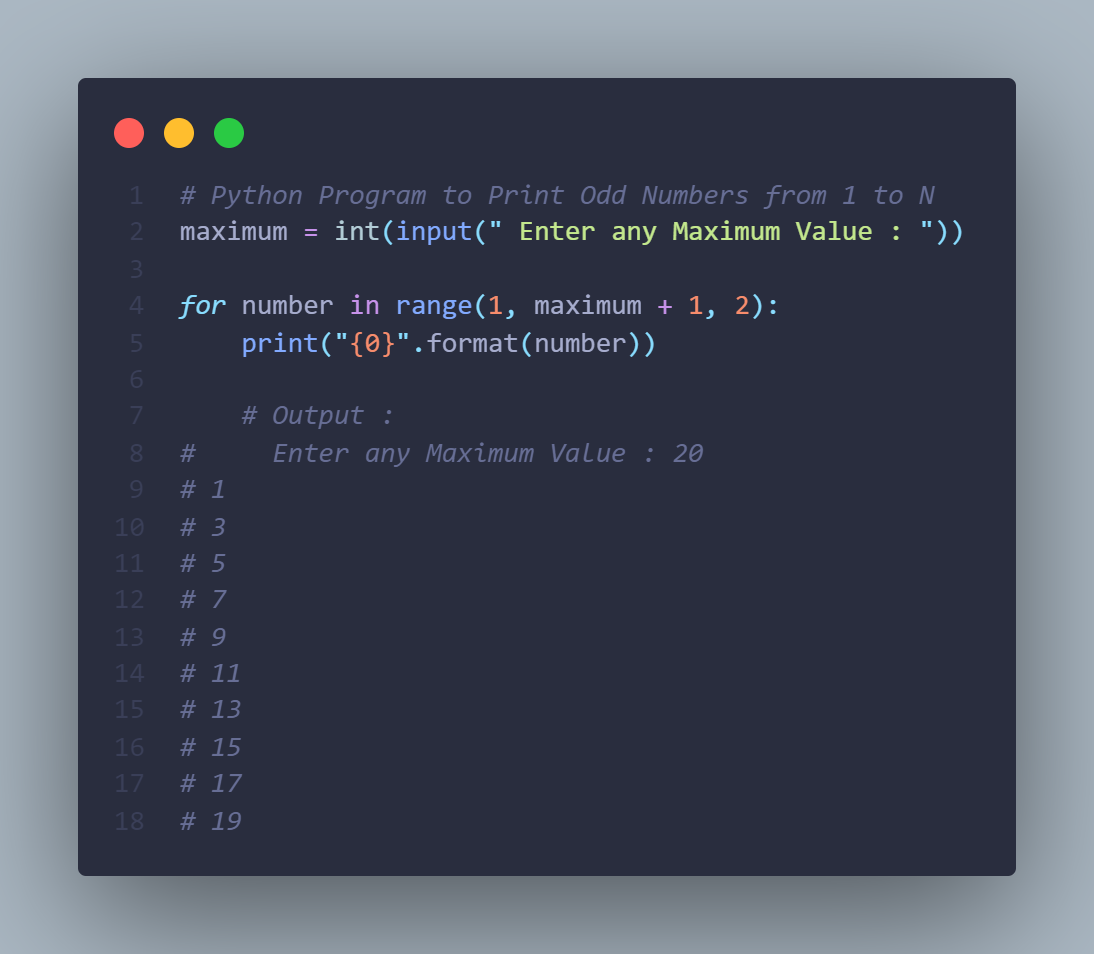 1 # Python Program to Print Odd Numbers from 1 to N
2 maximum = int(input(" Enter any Maximum Value : "))
3
4 for number in range(1, maximum + 1, 2):
5     print("{0}".format(number))
6
7     # Output :
8 #     Enter any Maximum Value : 20
9 # 1
10 # 3
11 # 5
12 # 7
13 # 9
14 # 11
15 # 13
16 # 15
17 # 17
18 # 19